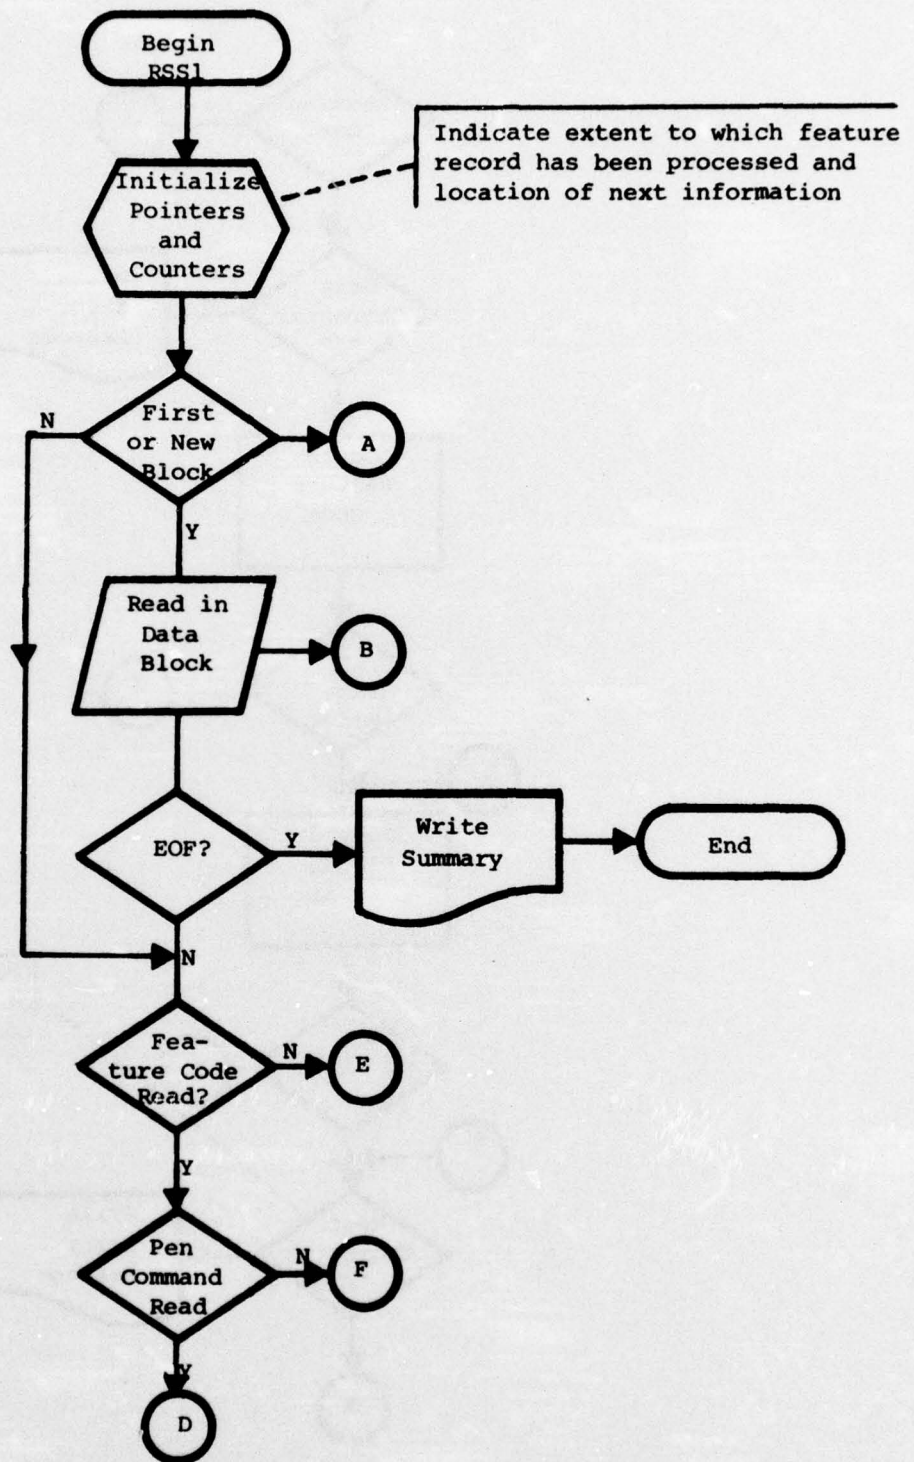 Begin
RSS1
Indicate extent to which feature
record has been processed and
location of next information
Initialize
Pointers
and
Counters
N
First
or New
Block
A
Y
Read in
Data
Block
B
EOF?
Y
Write
Summary
End
N
Fea-
ture Code
Read?
N
E
Y
Pen
Command
Read
N
F
Y
D